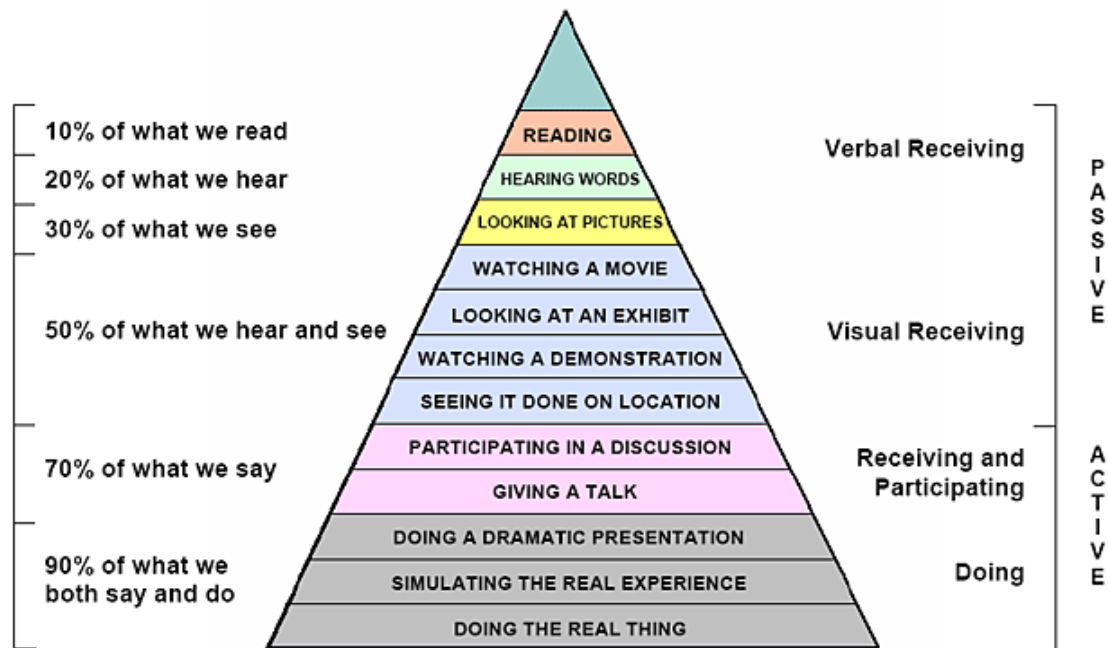 10% of what we read
20% of what we hear
30% of what we see
50% of what we hear and see
70% of what we say
90% of what we
both say and do
READING
HEARING WORDS
LOOKING AT PICTURES
WATCHING A MOVIE
LOOKING AT AN EXHIBIT
WATCHING A DEMONSTRATION
SEEING IT DONE ON LOCATION
PARTICIPATING IN A DISCUSSION
GIVING A TALK
DOING A DRAMATIC PRESENTATION
SIMULATING THE REAL EXPERIENCE
DOING THE REAL THING
Verbal Receiving
Visual Receiving
Receiving and
Participating
Doing
PASSIVE
ACTIVE